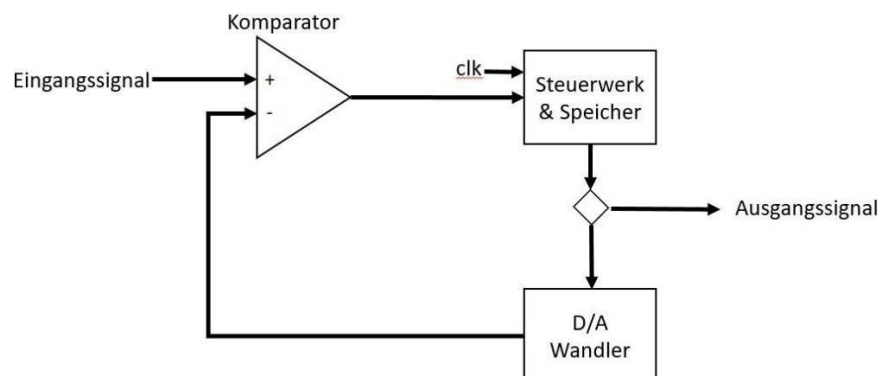 Komparator
Eingangssignal
+
-
clk
Steuerwerk
& Speicher
Ausgangssignal
D/A
Wandler